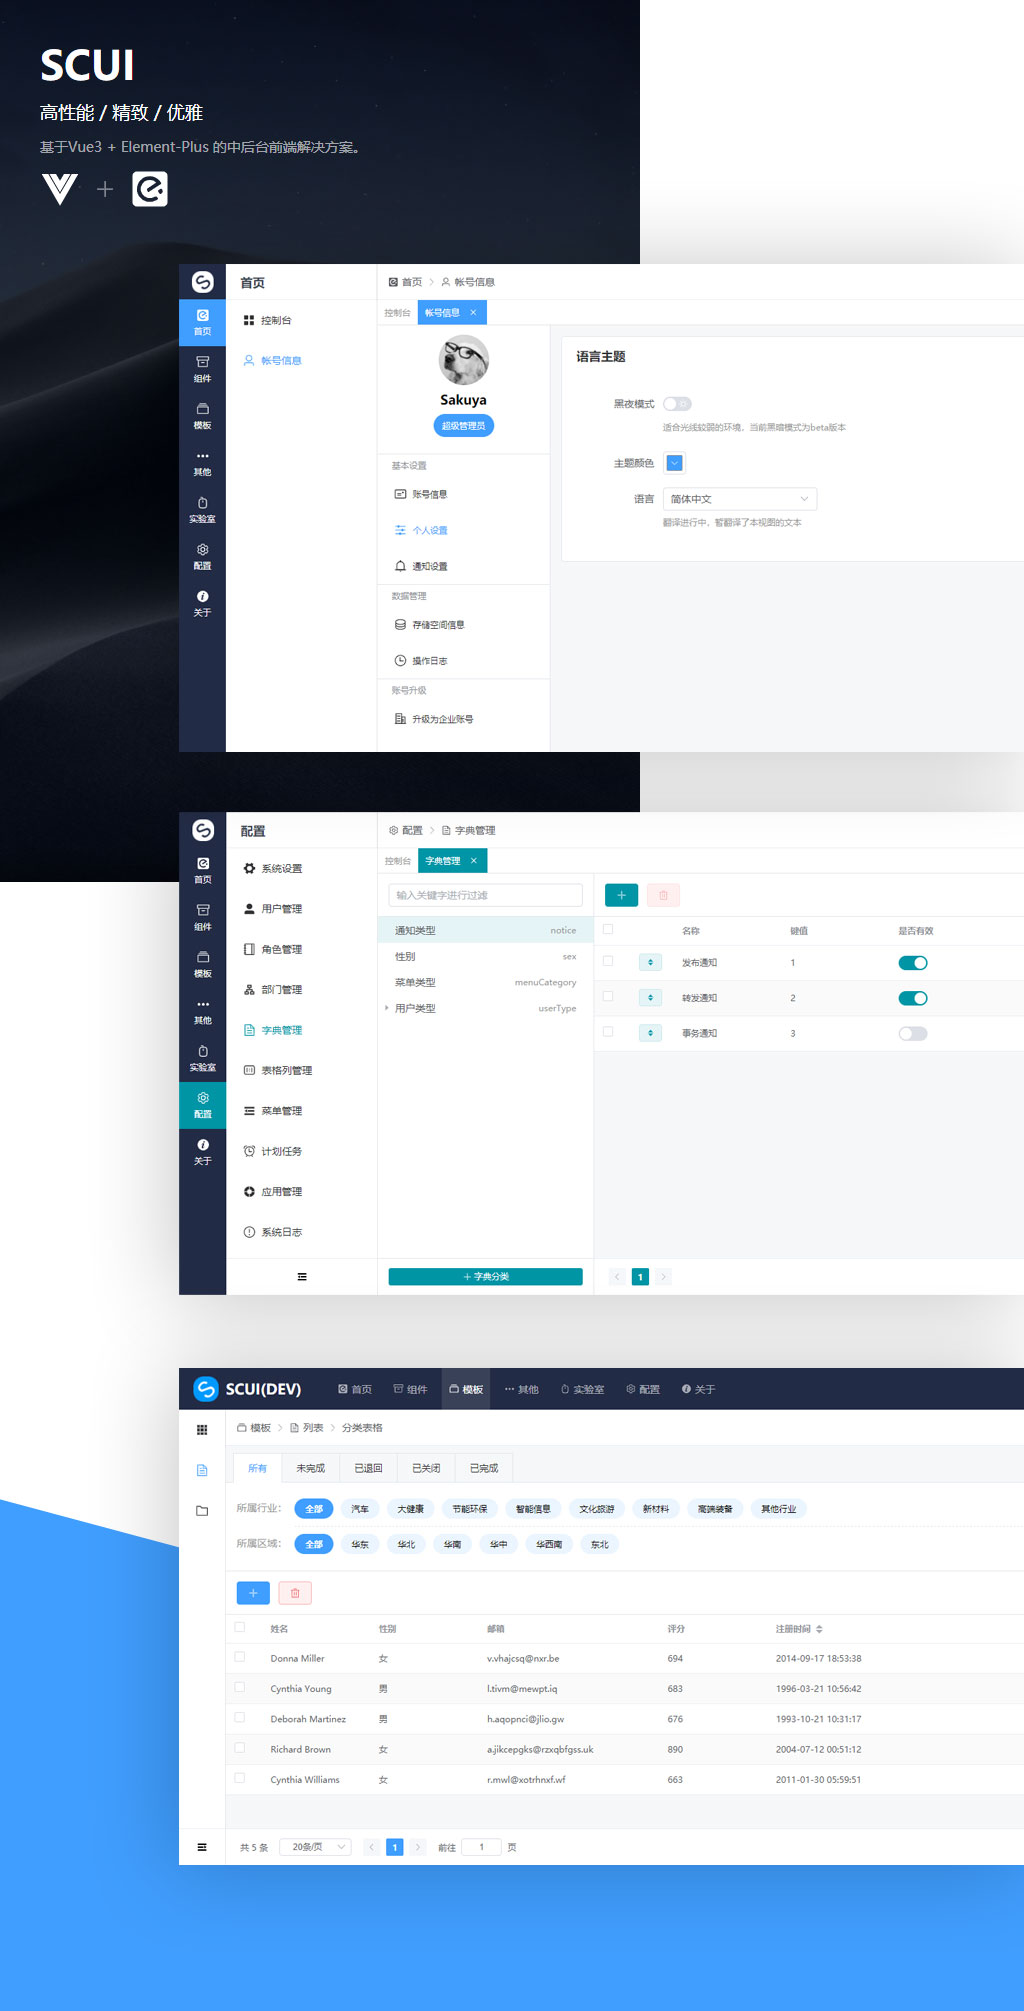 SCUI
高性能 / 精致 / 优雅
基于Vue3 + Element-Plus 的中后台前端解决方案。
首页
首页 > 帐号信息
控制台 帐号信息 ×
首页
组件
模板
其他
实验室
配置
关于
控制台
帐号信息
Sakuya
超级管理员
基本设置
账号信息
个人设置
通知设置
数据管理
存储空间信息
操作日志
账号升级
升级为企业账号
语言主题
黑夜模式
适合光线较弱的环境，当前黑暗模式为beta版本
主题颜色
语言 简体中文
翻译进行中，暂翻译了本视图的文本
配置
配置 > 字典管理
控制台 字典管理 ×
首页
组件
模板
其他
实验室
配置
关于
系统设置
用户管理
角色管理
部门管理
字典管理
表格列管理
菜单管理
计划任务
应用管理
系统日志
输入关键字进行过滤
通知类型 notice
性别 sex
菜单类型 menuCategory
用户类型 userType
+ 字典分类
名称 键值 是否有效
发布通知 1
转发通知 2
事务通知 3
1
SCUI(DEV) 首页 组件 模板 其他 实验室 配置 关于
模板 > 列表 > 分类表格
所有 未完成 已退回 已关闭 已完成
所属行业： 全部 汽车 大健康 节能环保 智能信息 文化旅游 新材料 高端装备 其他行业
所属区域： 全部 华东 华北 华南 华中 华西南 东北
姓名 性别 邮箱 评分 注册时间
Donna Miller 女 v.vhajcsq@nxr.be 694 2014-09-17 18:53:38
Cynthia Young 男 l.tivm@mewpt.iq 683 1996-03-21 10:56:42
Deborah Martinez 男 h.aqopnci@jlio.gw 676 1993-10-21 10:31:17
Richard Brown 女 a.jikcepgks@rzxqbfgss.uk 890 2004-07-12 00:51:12
Cynthia Williams 女 r.mwl@xotrhnxf.wf 663 2011-01-30 05:59:51
共 5 条 20条/页 1 前往 1 页